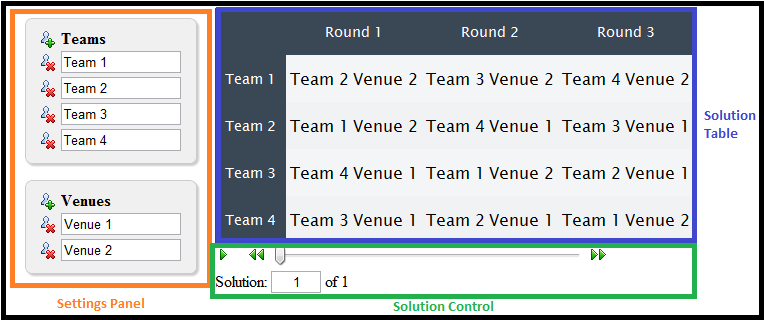 Teams
Team 1
Team 2
Team 3
Team 4
Venues
Venue 1
Venue 2
Settings Panel
Round 1 Round 2 Round 3
Team 1 Team 2 Venue 2 Team 3 Venue 2 Team 4 Venue 2
Team 2 Team 1 Venue 2 Team 4 Venue 1 Team 3 Venue 1
Team 3 Team 4 Venue 1 Team 1 Venue 2 Team 2 Venue 1
Team 4 Team 3 Venue 1 Team 2 Venue 1 Team 1 Venue 2
Solution
Table
Solution: 1 of 1
Solution Control